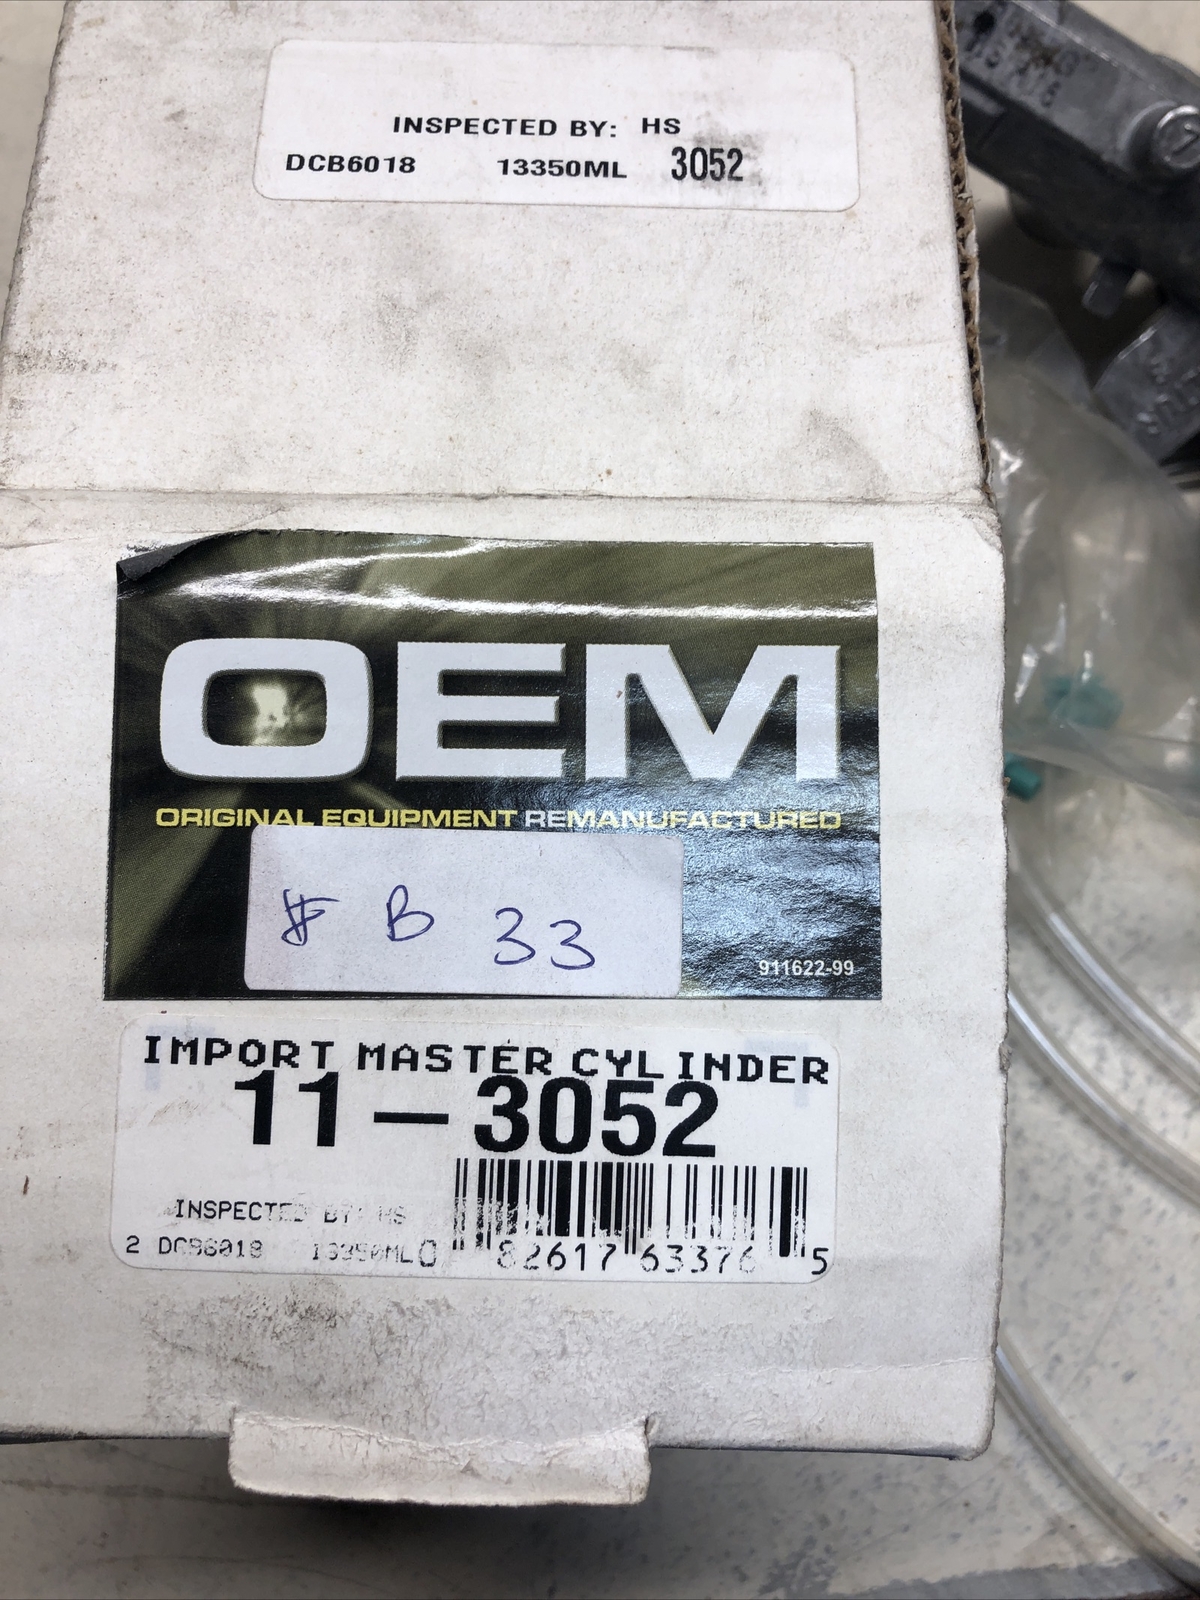 INSPECTED BY: HS
DCB6018 13350ML 3052
OEM
ORIGINAL EQUIPMENT REMANUFACTURED
# B 33
911622-99
IMPORT MASTER CYLINDER
11-3052
INSPECTED BY: HS
2 DCB6018 13350ML
0 82617 63376 5